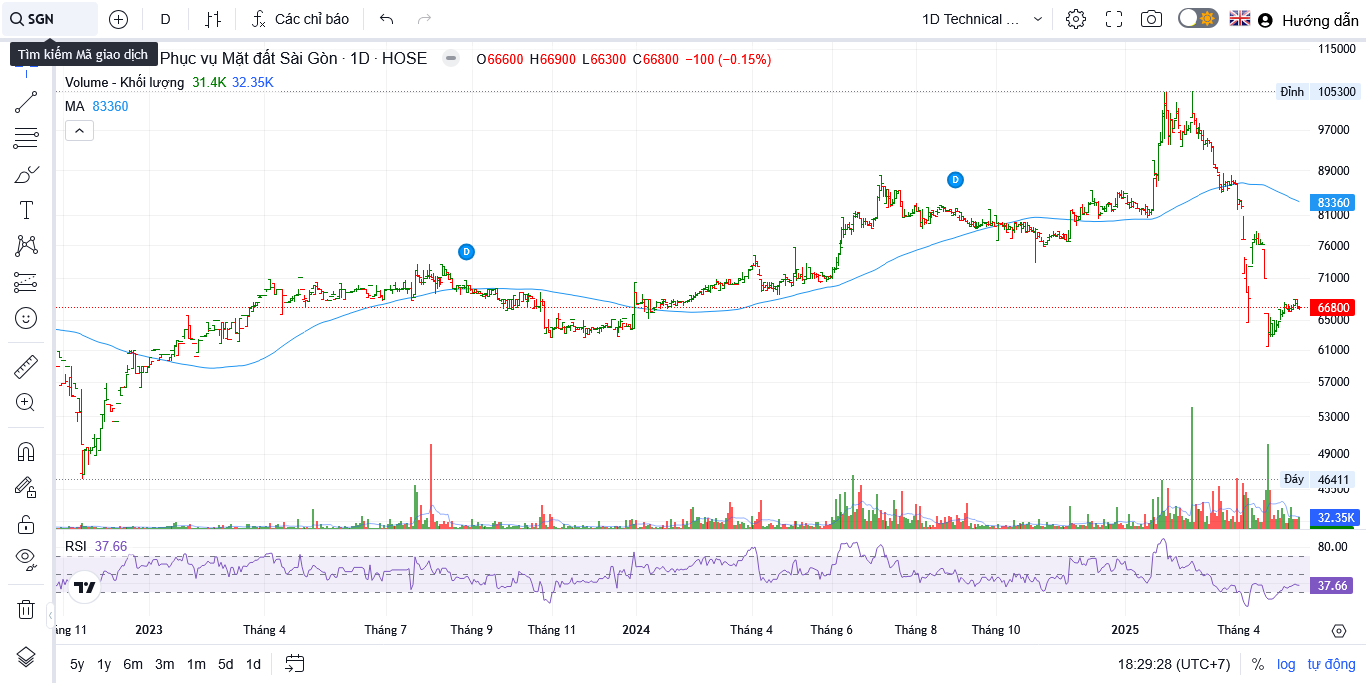 SGN
D
Các chỉ báo
1D Technical ...
Hướng dẫn
Tìm kiếm Mã giao dịch
Phục vụ Mặt đất Sài Gòn · 1D · HOSE
O66600 H66900 L66300 C66800 −100 (−0.15%)
Volume - Khối lượng 31.4K 32.35K
MA 83360
115000
Đỉnh 105300
97000
89000
83360
81000
76000
71000
66800
65000
61000
57000
53000
49000
Đáy 46411
45500
32.35K
D
D
RSI 37.66
80.00
37.66
áng 11 2023 Tháng 4 Tháng 7 Tháng 9 Tháng 11 2024 Tháng 4 Tháng 6 Tháng 8 Tháng 10 2025 Tháng 4
5y 1y 6m 3m 1m 5d 1d
18:29:28 (UTC+7) % log tự động